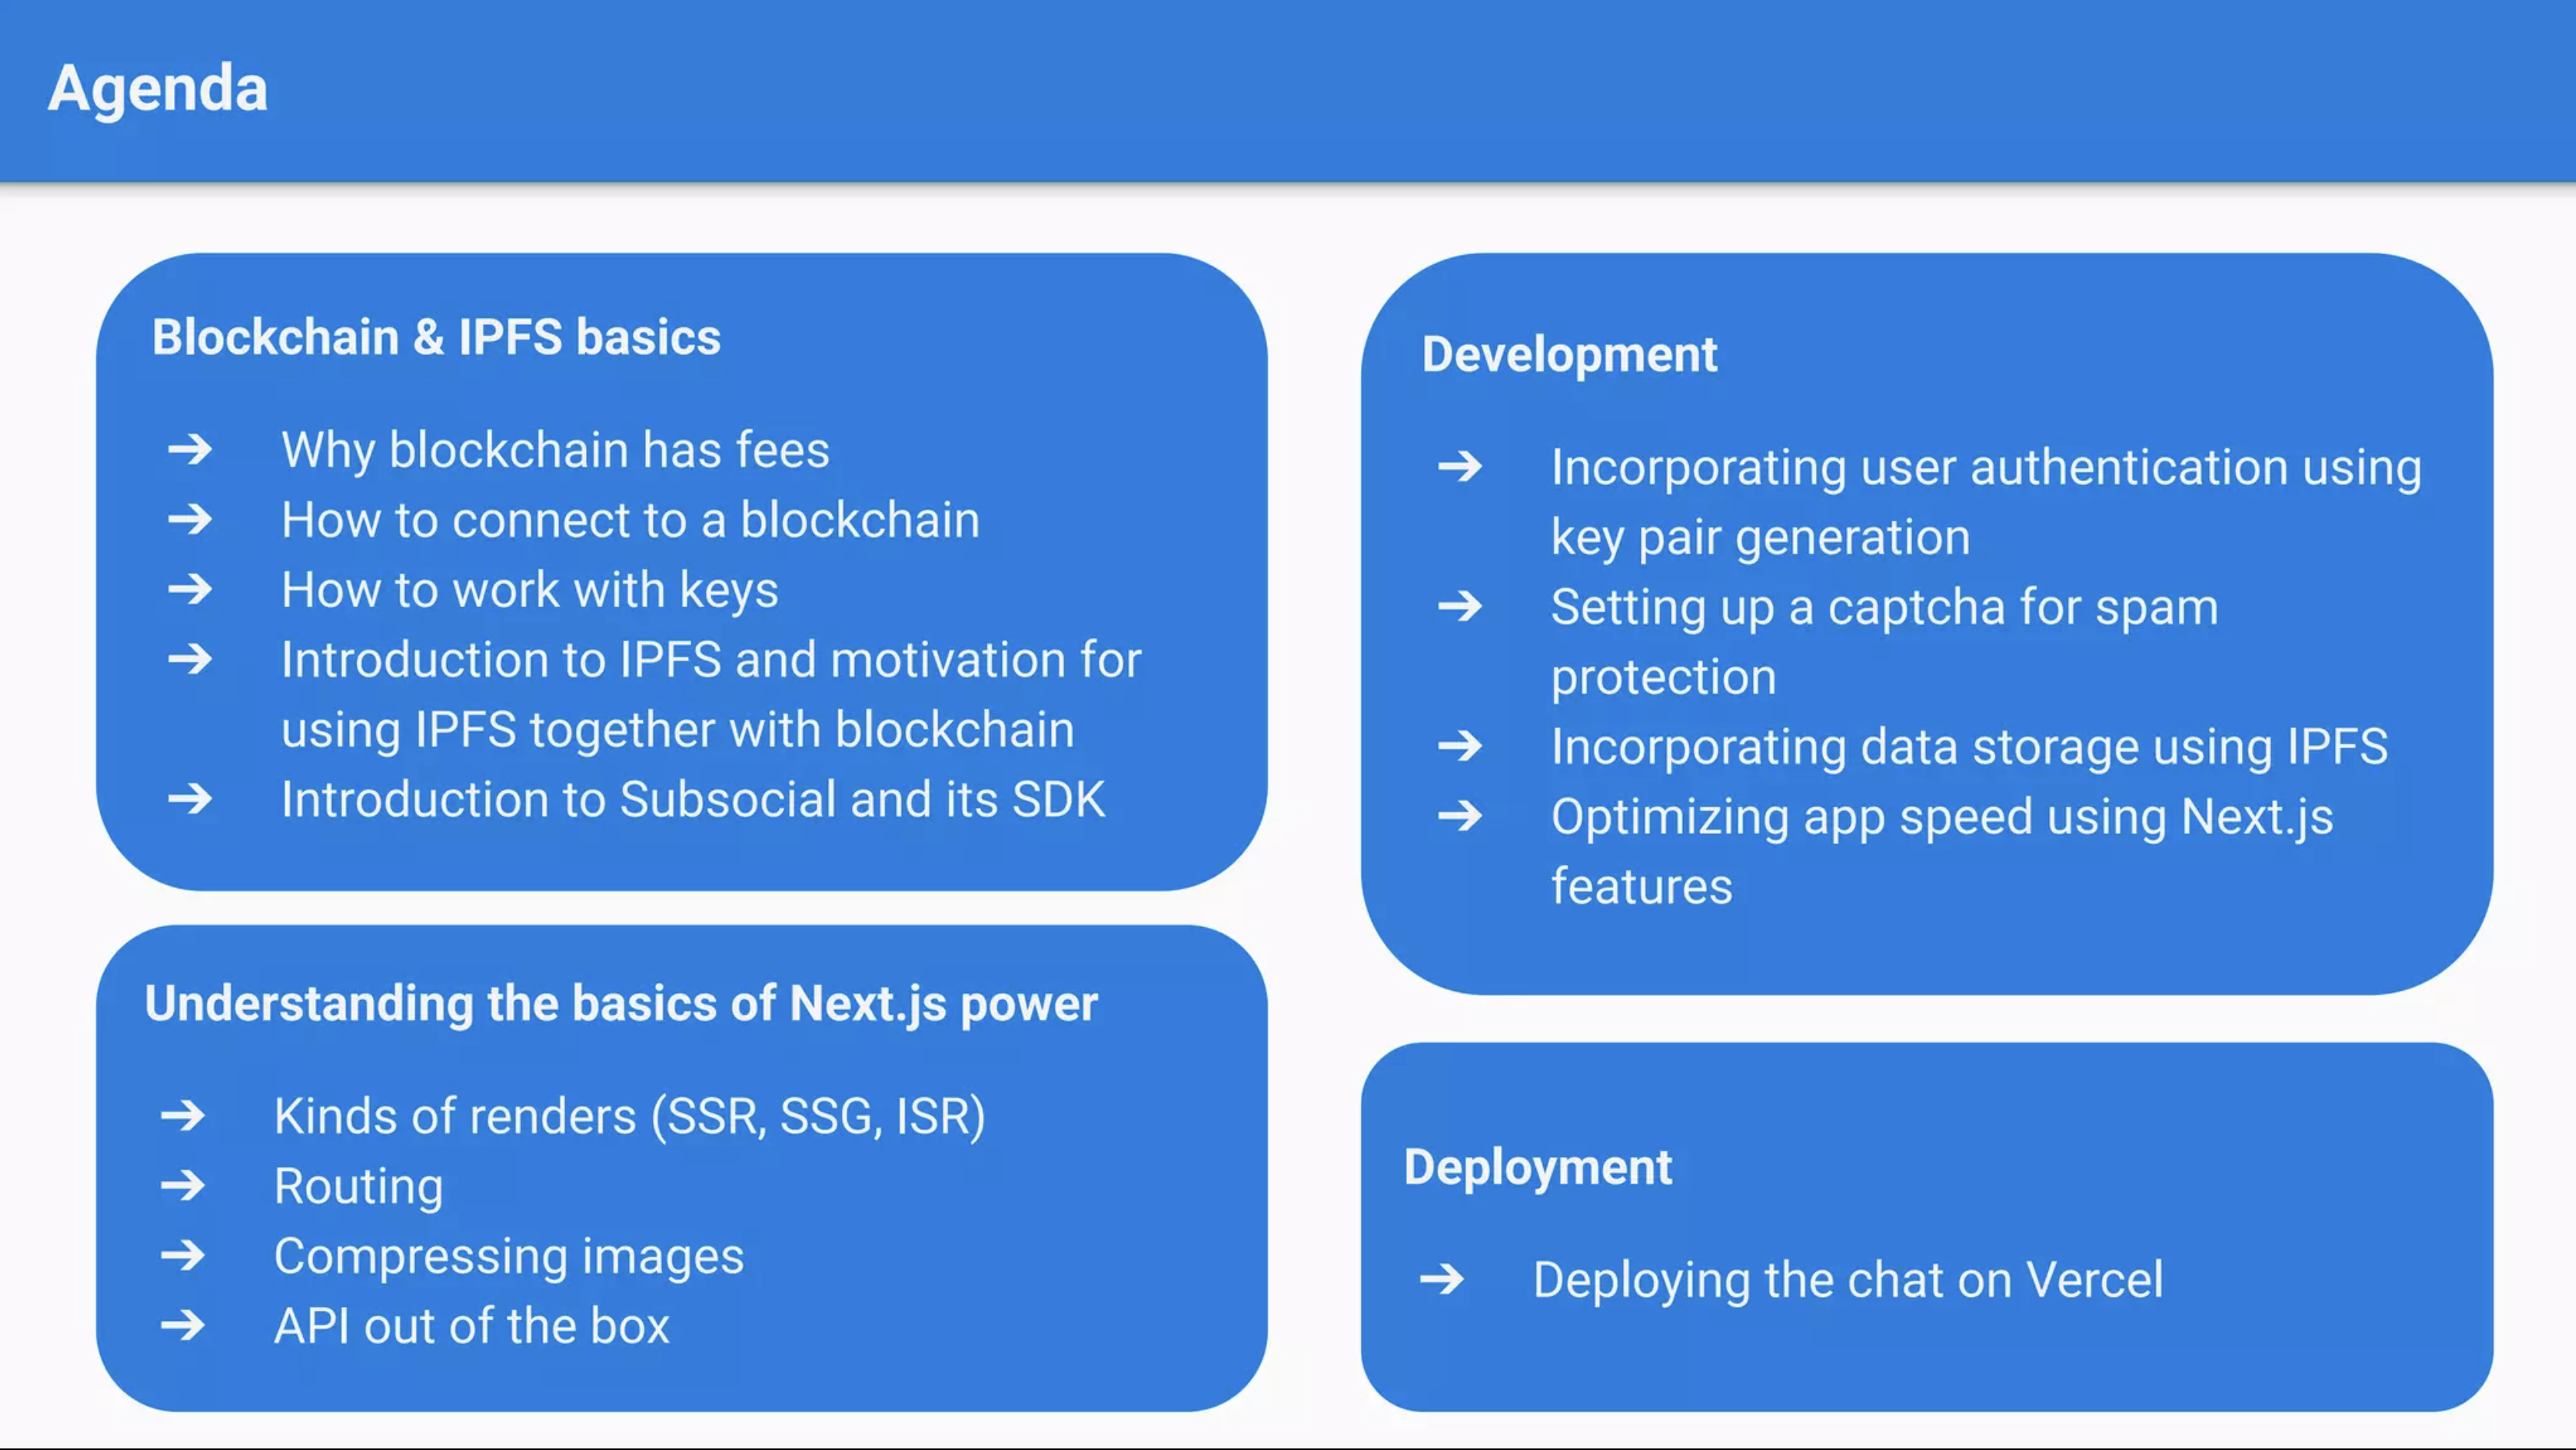 Agenda
Blockchain & IPFS basics
➔ Why blockchain has fees
➔ How to connect to a blockchain
➔ How to work with keys
➔ Introduction to IPFS and motivation for
using IPFS together with blockchain
➔ Introduction to Subsocial and its SDK
Understanding the basics of Next.js power
➔ Kinds of renders (SSR, SSG, ISR)
➔ Routing
➔ Compressing images
➔ API out of the box
Development
➔ Incorporating user authentication using
key pair generation
➔ Setting up a captcha for spam
protection
➔ Incorporating data storage using IPFS
➔ Optimizing app speed using Next.js
features
Deployment
➔ Deploying the chat on Vercel